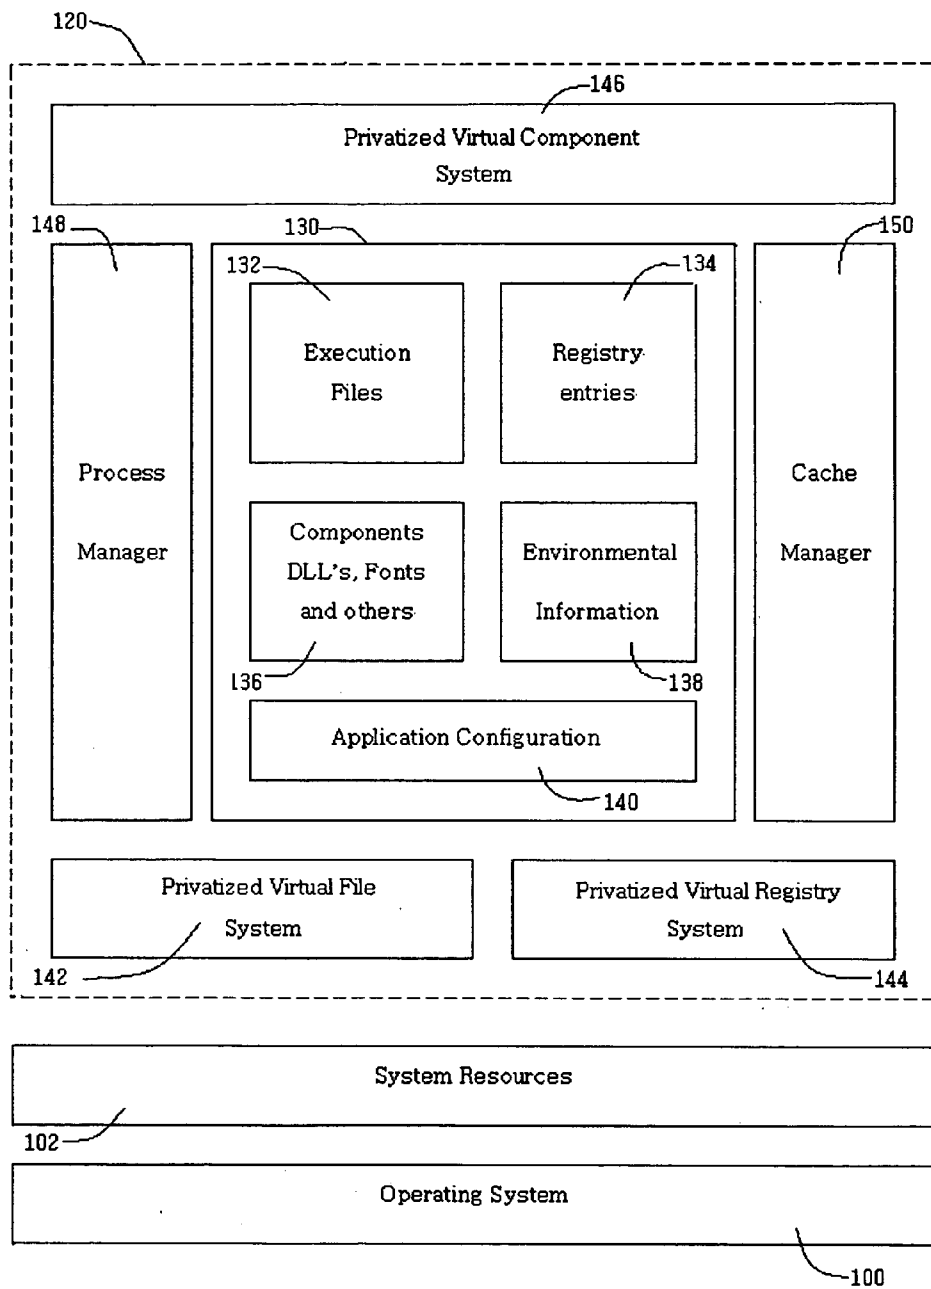 120
146
Privatized Virtual Component
System
148
130
150
132
134
Execution
Files
Registry
entries
Process
Manager
Cache
Manager
Components
DLL's, Fonts
and others
Environmental
Information
136
138
Application Configuration
140
Privatized Virtual File
System
Privatized Virtual Registry
System
142
144
System Resources
102
Operating System
100